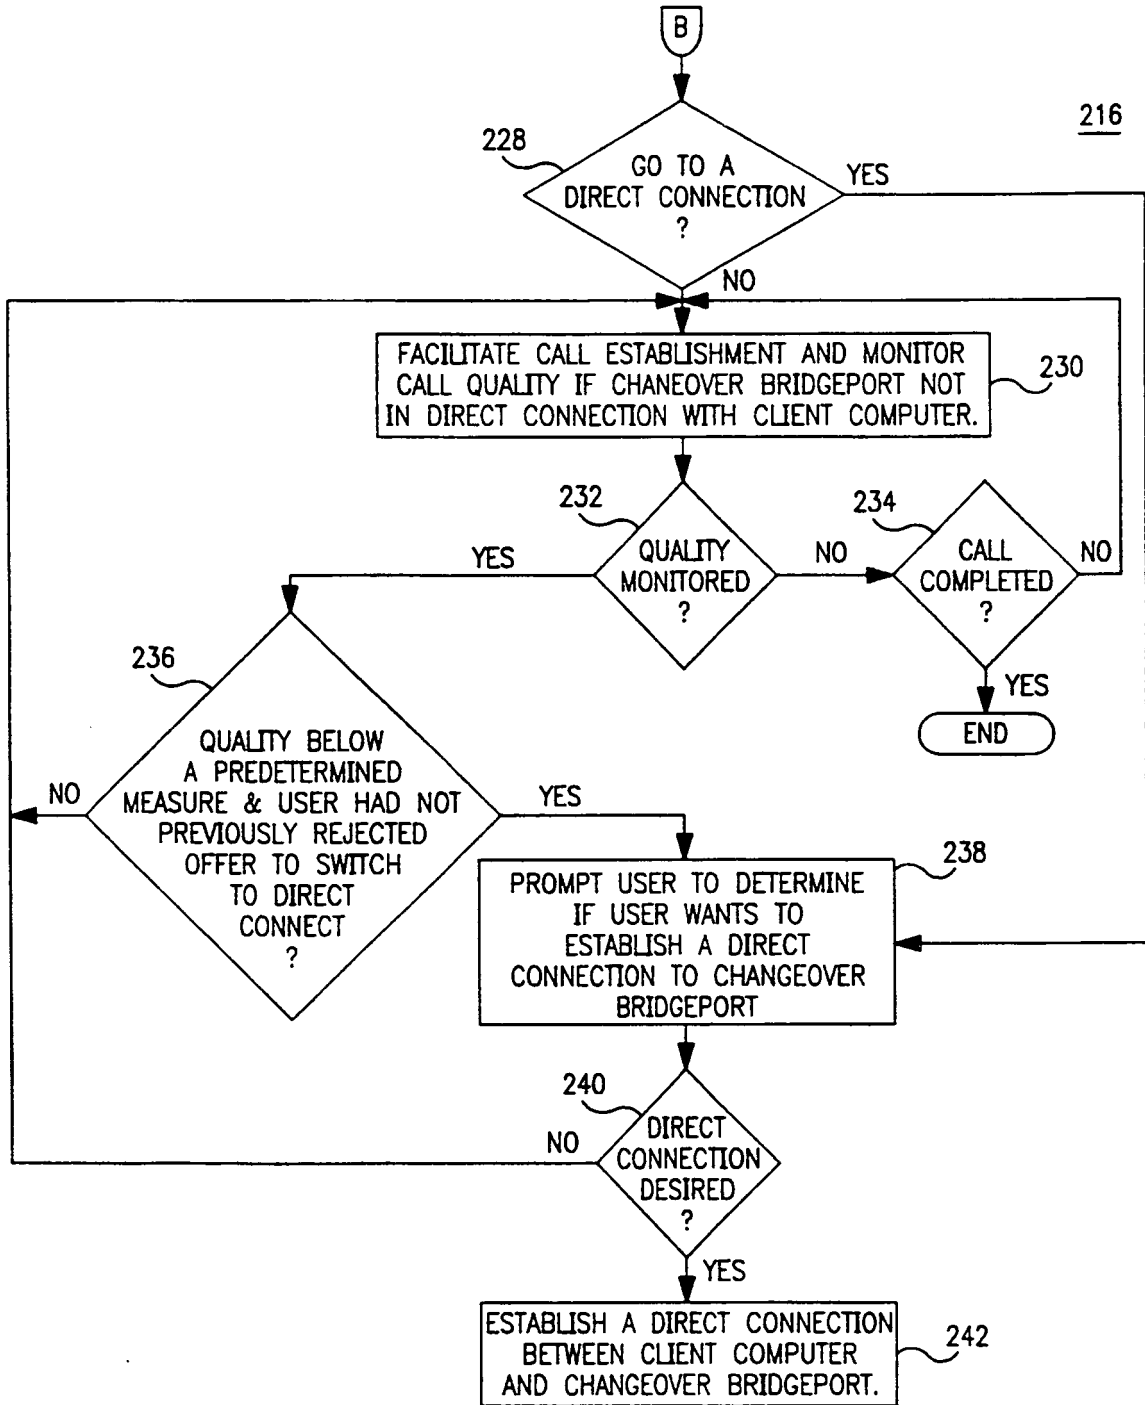 B
216
228
GO TO A
DIRECT CONNECTION
?
YES
NO
FACILITATE CALL ESTABLISHMENT AND MONITOR
CALL QUALITY IF CHANEOVER BRIDGEPORT NOT
IN DIRECT CONNECTION WITH CLIENT COMPUTER.
230
232
QUALITY
MONITORED
?
YES
NO
234
CALL
COMPLETED
?
NO
YES
END
236
QUALITY BELOW
A PREDETERMINED
MEASURE & USER HAD NOT
PREVIOUSLY REJECTED
OFFER TO SWITCH
TO DIRECT
CONNECT
?
NO
YES
238
PROMPT USER TO DETERMINE
IF USER WANTS TO
ESTABLISH A DIRECT
CONNECTION TO CHANGEOVER
BRIDGEPORT
240
DIRECT
CONNECTION
DESIRED
?
NO
YES
ESTABLISH A DIRECT CONNECTION
BETWEEN CLIENT COMPUTER
AND CHANGEOVER BRIDGEPORT.
242